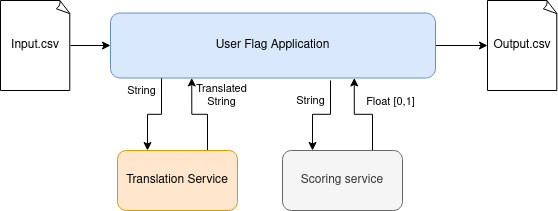 Input.csv
User Flag Application
Output.csv
String
Translated
String
String
Float [0,1]
Translation Service
Scoring service